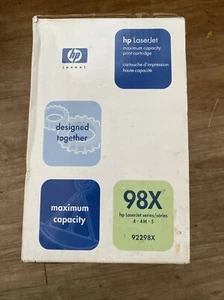 hp
invent
hp LaserJet
maximum capacity
print cartridge
cartouche d'impression
haute capacité
designed
together
maximum
capacity
98X
hp LaserJet series/séries
4 - 4M - 5
92298X